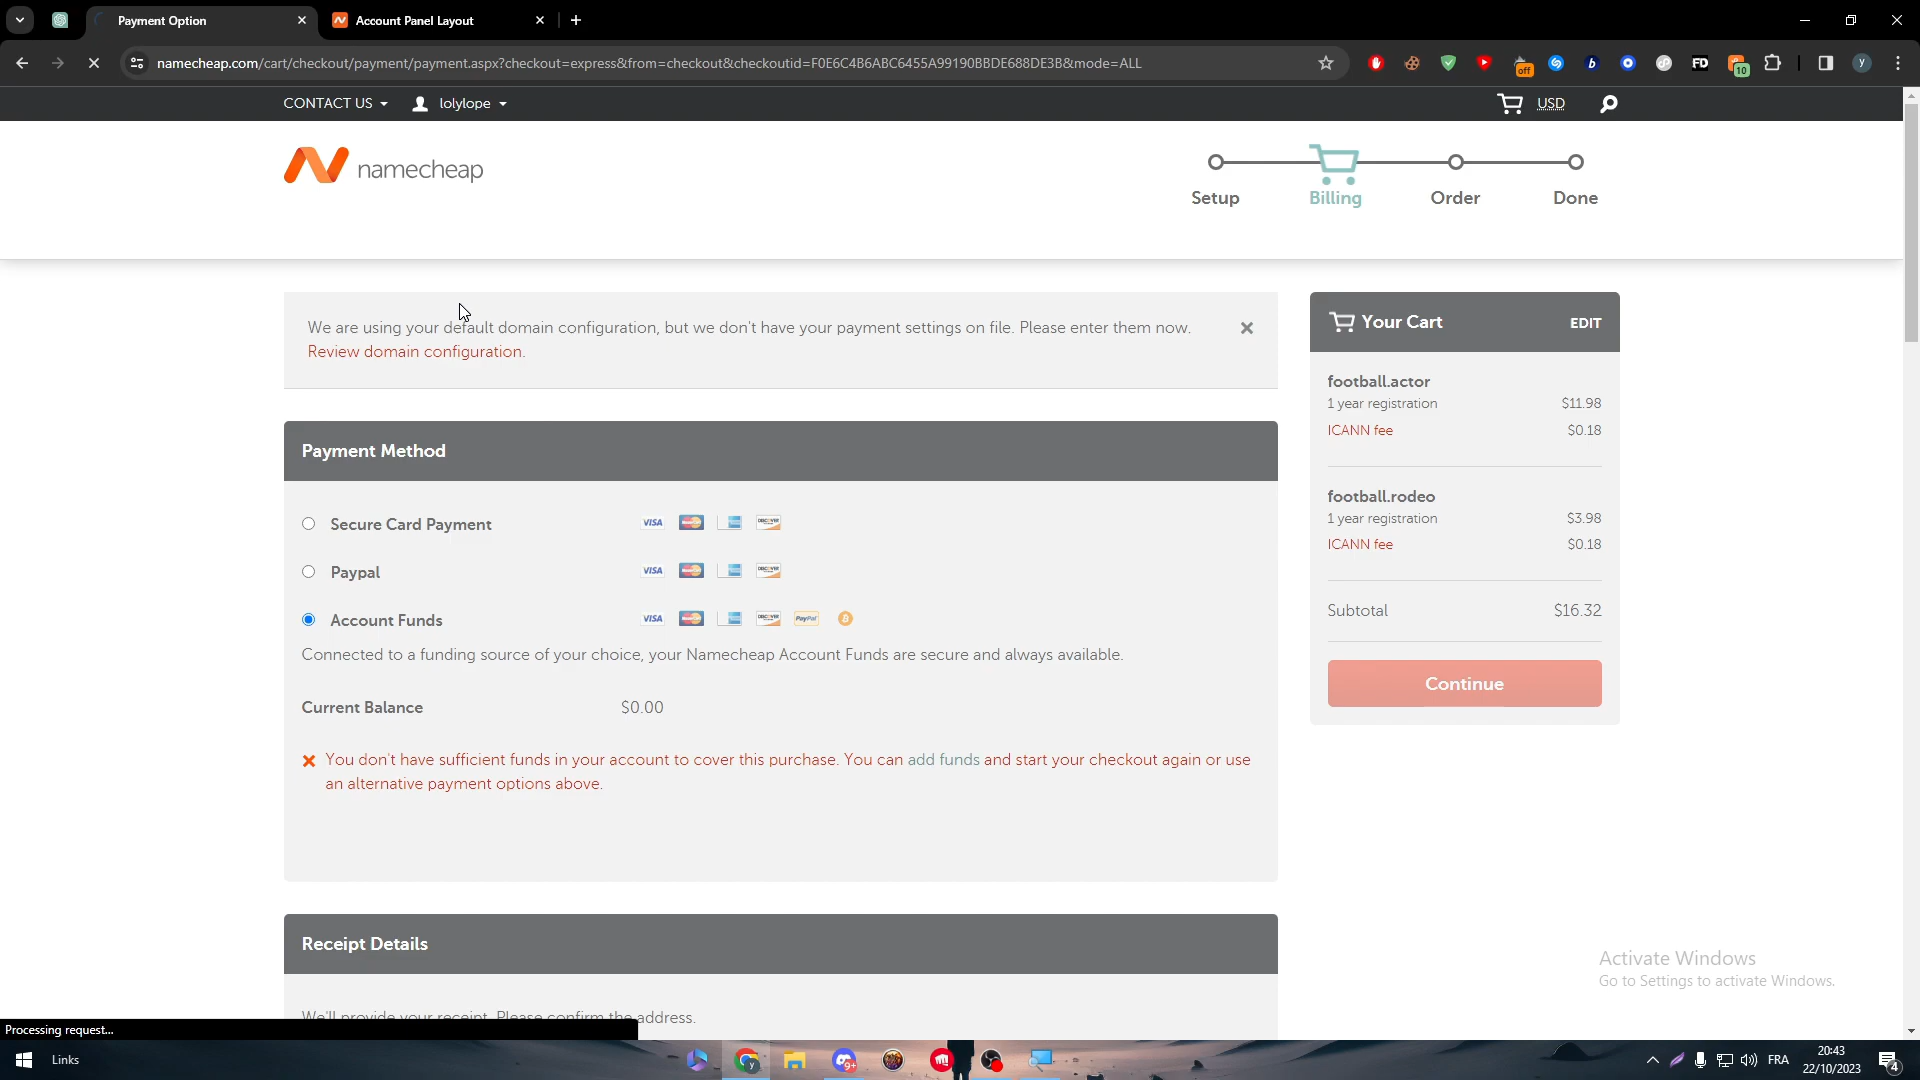 Payment Option
Account Panel Layout
namecheap.com/cart/checkout/payment/payment.aspx?checkout=express&from=checkout&checkoutid=F0E6C4B6ABC6455A99190BBDE688DE3B&mode=ALL
off
b
FD
10
y
CONTACT US
lolylope
USD
namecheap
Setup
Billing
Order
Done
We are using your default domain configuration, but we don't have your payment settings on file. Please enter them now.
Review domain configuration.
Your Cart
EDIT
football.actor
1 year registration $11.98
ICANN fee $0.18
football.rodeo
1 year registration $3.98
ICANN fee $0.18
Subtotal $16.32
Continue
Payment Method
Secure Card Payment VISA
Paypal VISA
Account Funds VISA PayPal
Connected to a funding source of your choice, your Namecheap Account Funds are secure and always available.
Current Balance $0.00
You don't have sufficient funds in your account to cover this purchase. You can add funds and start your checkout again or use
an alternative payment options above.
Receipt Details
We'll provide your receipt. Please confirm the address.
Activate Windows
Go to Settings to activate Windows.
Processing request...
Links
FRA
20:43
22/10/2023
4